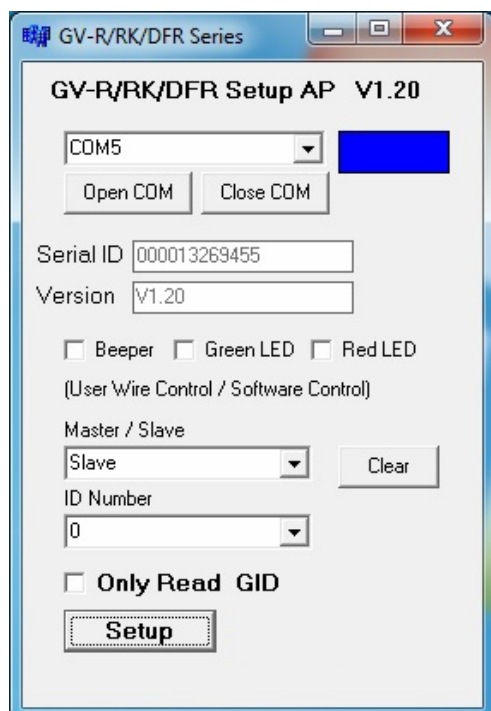 GV-R/RK/DFR Series
GV-R/RK/DFR Setup AP V1.20
COM5
Open COM Close COM
Serial ID 000013269455
Version V1.20
Beeper Green LED Red LED
(User Wire Control / Software Control)
Master / Slave
Slave Clear
ID Number
0
Only Read GID
Setup